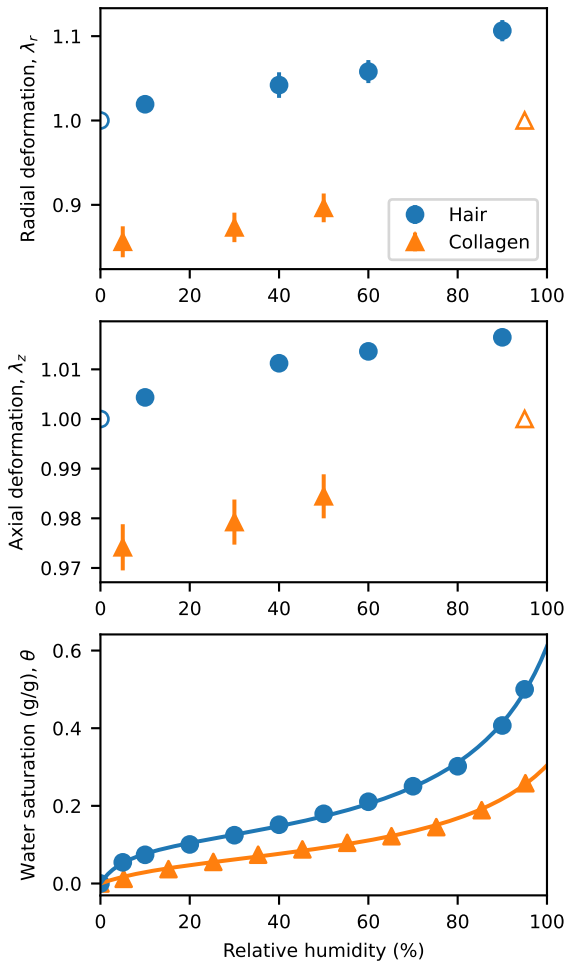 Radial deformation, λr
1.1
1.0
0.9
Hair
Collagen
0 20 40 60 80 100
Axial deformation, λz
1.01
1.00
0.99
0.98
0.97
0 20 40 60 80 100
Water saturation (g/g), θ
0.6
0.4
0.2
0.0
0 20 40 60 80 100
Relative humidity (%)